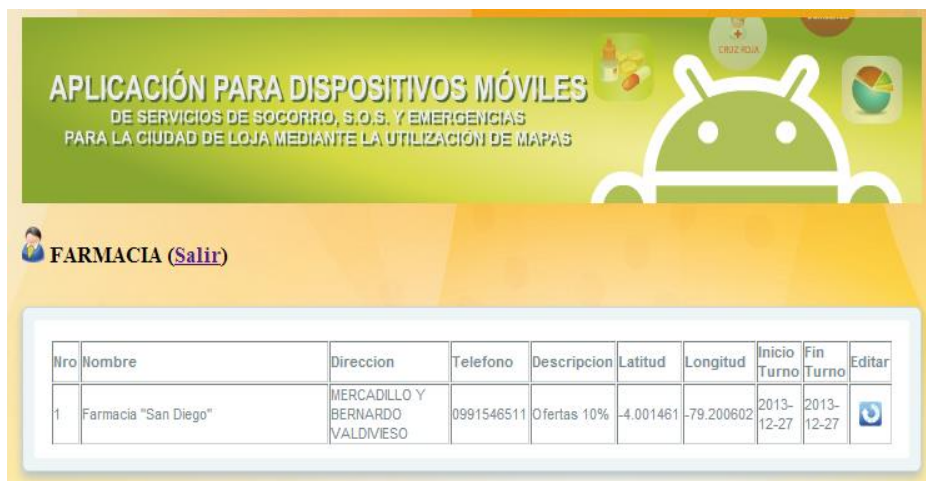 CRUZ ROJA
APLICACIÓN PARA DISPOSITIVOS MÓVILES
DE SERVICIOS DE SOCORRO, S.O.S. Y EMERGENCIAS
PARA LA CIUDAD DE LOJA MEDIANTE LA UTILIZACIÓN DE MAPAS
FARMACIA (Salir)
Nro Nombre Direccion Telefono Descripcion Latitud Longitud Inicio Turno Fin Turno Editar
1 Farmacia "San Diego" MERCADILLO Y BERNARDO VALDIVIESO 0991546511 Ofertas 10% -4.001461 -79.200602 2013-12-27 2013-12-27